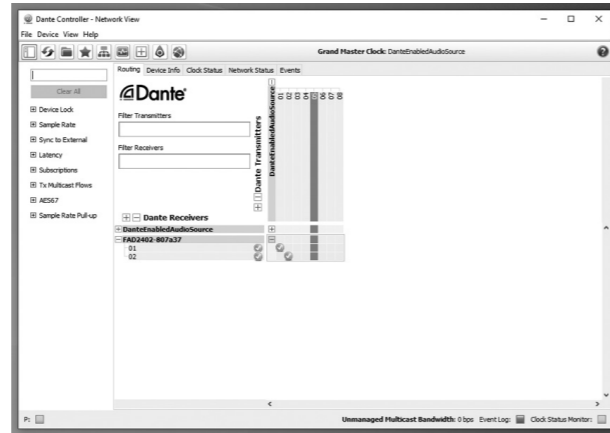 Dante Controller - Network View
File Device View Help
Grand Master Clock: DanteEnabledAudioSource
Routing Device Info Clock Status Network Status Events
Clear All
Device Lock
Sample Rate
Sync to External
Latency
Subscriptions
Tx Multicast Flows
AES67
Sample Rate Pull-up
Dante
Filter Transmitters
Filter Receivers
Dante Transmitters
DanteEnabledAudioSource
01
02
03
04
06
07
08
Dante Receivers
DanteEnabledAudioSource
FAD2402-807a37
01
02
P:
Unmanaged Multicast Bandwidth: 0 bps Event Log: Clock Status Monitor: